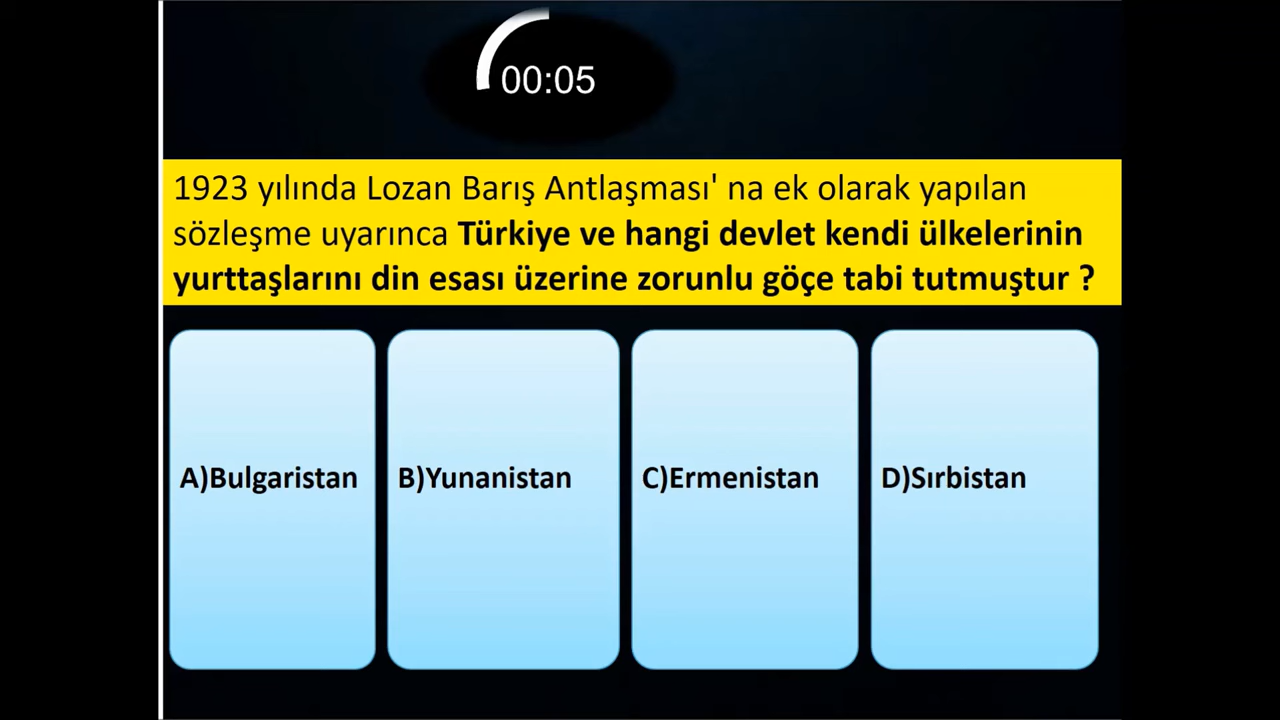 00:05
1923 yılında Lozan Barış Antlaşması' na ek olarak yapılan
sözleşme uyarınca Türkiye ve hangi devlet kendi ülkelerinin
yurttaşlarını din esası üzerine zorunlu göçe tabi tutmuştur ?
A)Bulgaristan
B)Yunanistan
C)Ermenistan
D)Sırbistan